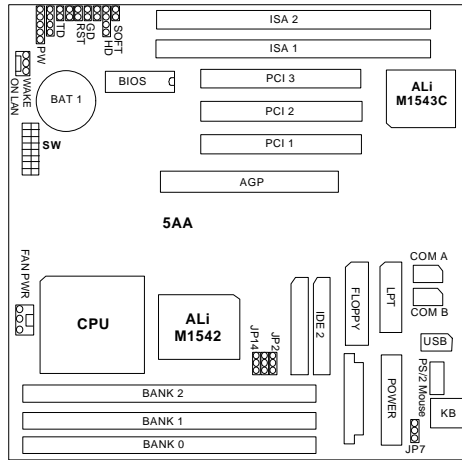 PW
TD
RST
GD
HD
SOFT
ISA 2
ISA 1
WAKE
ON LAN
BAT 1
BIOS
PCI 3
PCI 2
PCI 1
ALi
M1543C
SW
AGP
5AA
FAN PWR
CPU
ALi
M1542
JP14
JP2
IDE 2
FLOPPY
LPT
COM A
COM B
USB
PS/2 Mouse
KB
POWER
JP7
BANK 2
BANK 1
BANK 0